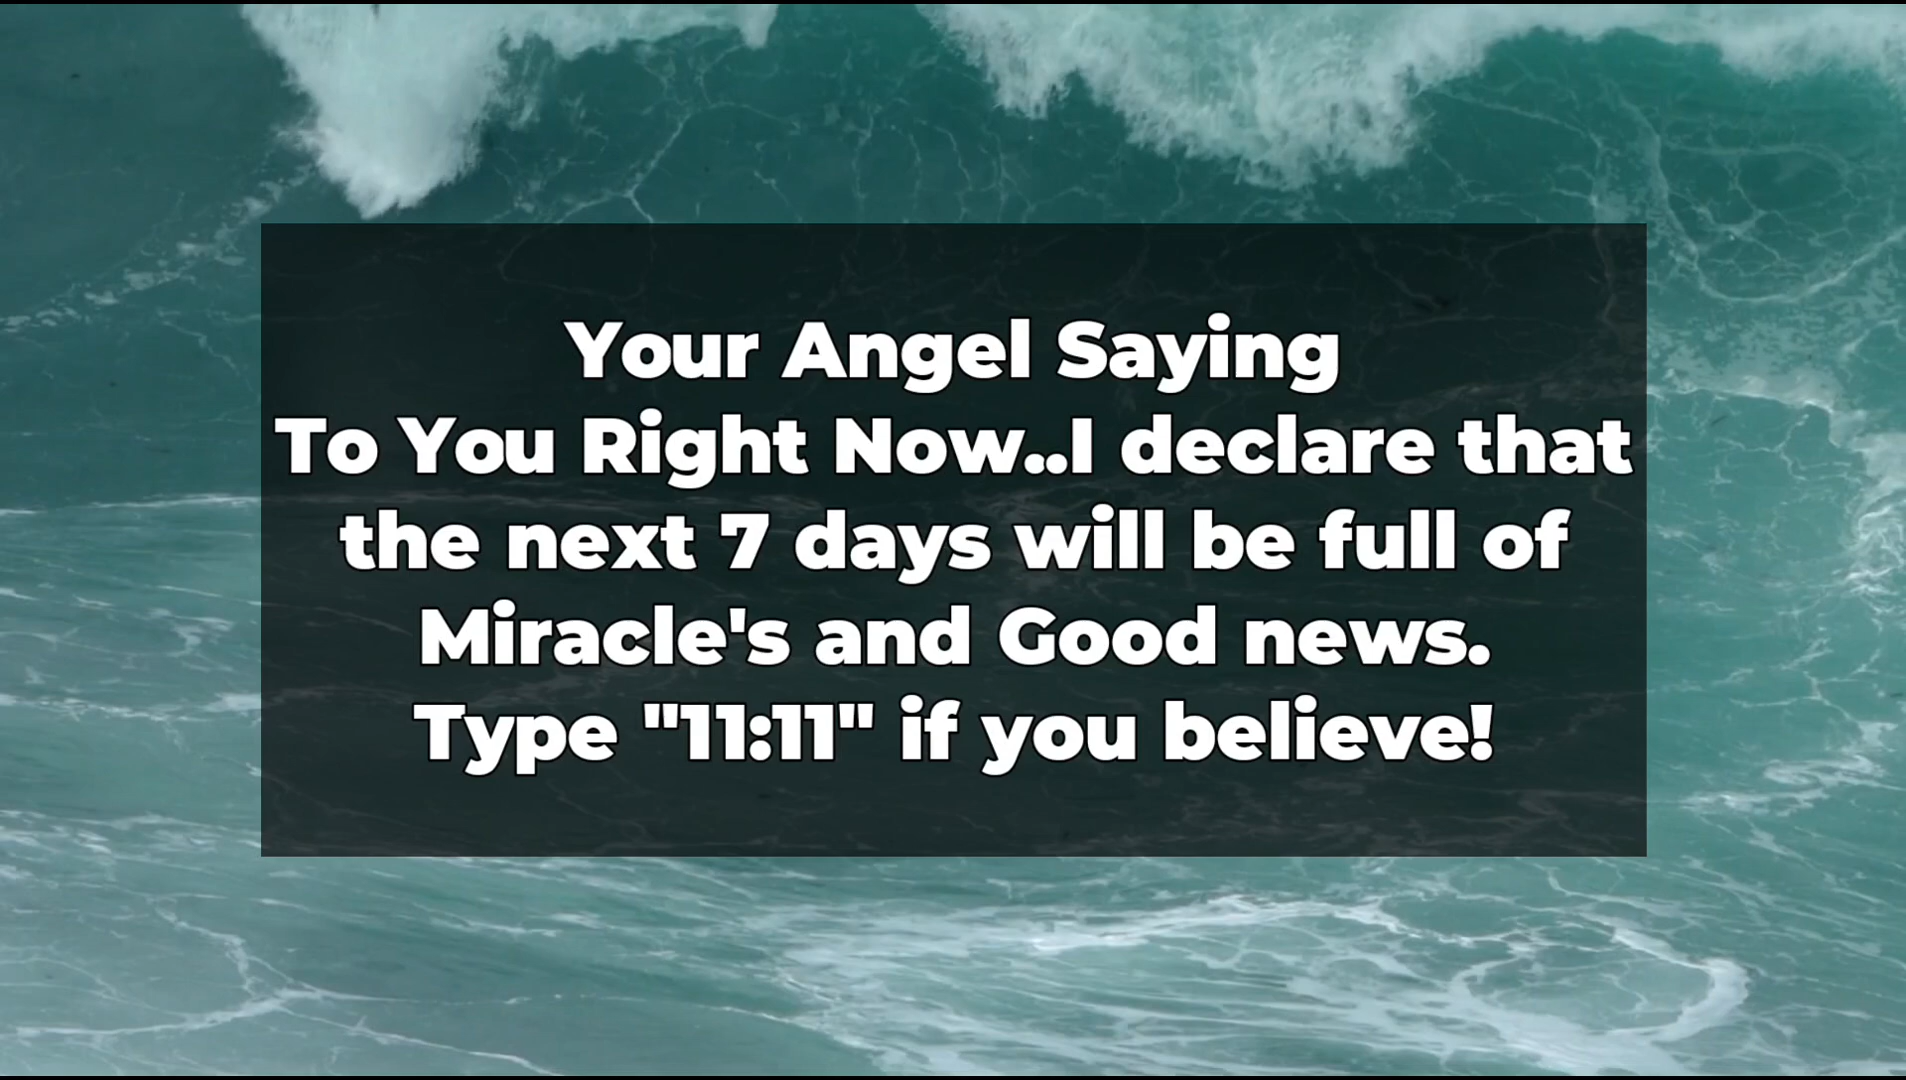 Your Angel Saying
To You Right Now..I declare that
the next 7 days will be full of
Miracle's and Good news.
Type "11:11" if you believe!